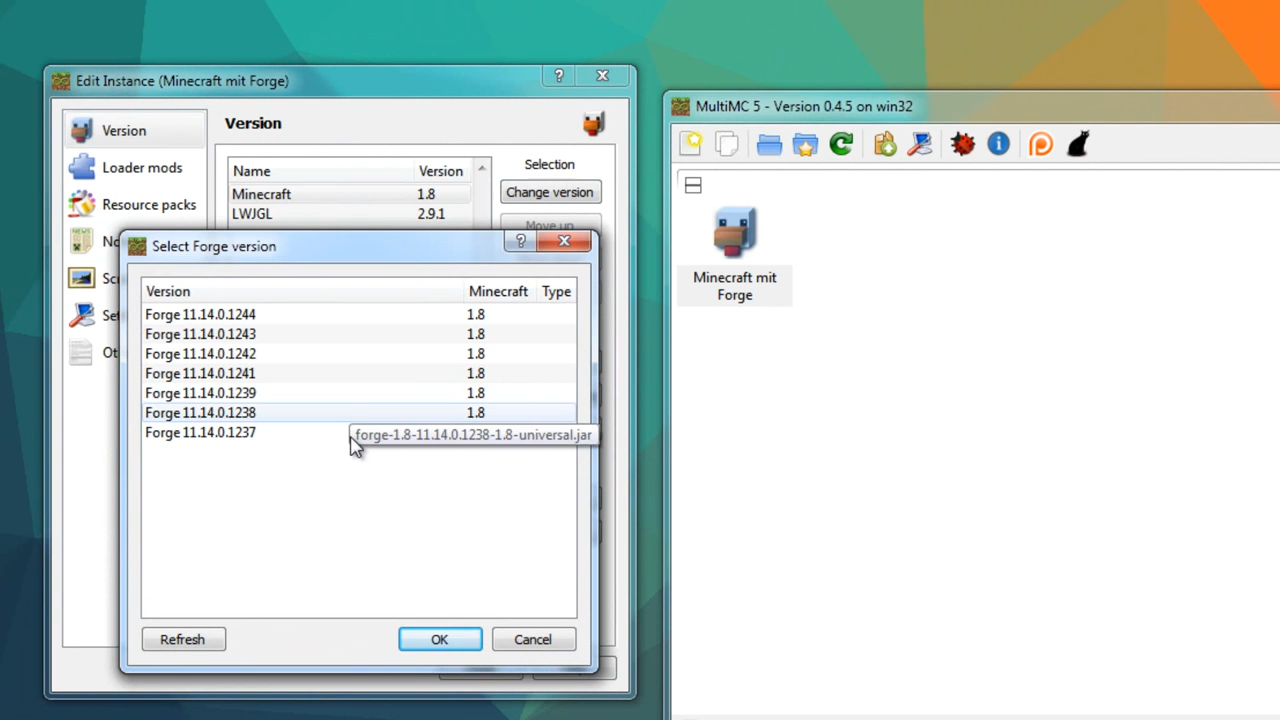 Edit Instance (Minecraft mit Forge)
?
Version
Loader mods
Resource packs
Version
Name Version
Minecraft 1.8
LWJGL 2.9.1
Selection
Change version
Move up
Select Forge version
?
Version Minecraft Type
Forge 11.14.0.1244 1.8
Forge 11.14.0.1243 1.8
Forge 11.14.0.1242 1.8
Forge 11.14.0.1241 1.8
Forge 11.14.0.1239 1.8
Forge 11.14.0.1238 1.8
Forge 11.14.0.1237
forge-1.8-11.14.0.1238-1.8-universal.jar
Refresh
OK
Cancel
MultiMC 5 - Version 0.4.5 on win32
Minecraft mit
Forge